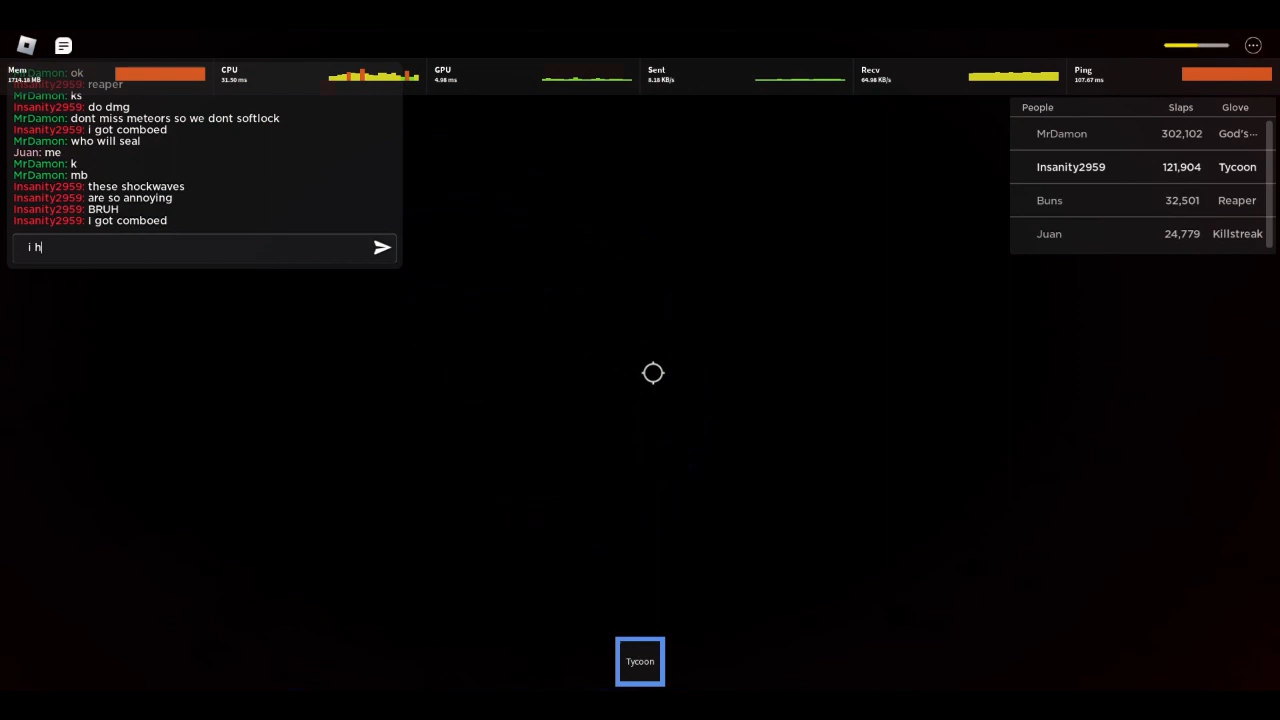 Mem
1714.18 MB
CPU
31.50 ms
GPU
4.98 ms
Sent
8.18 KB/s
Recv
64.98 KB/s
Ping
107.67 ms
MrDamon: ok
Insanity2959: reaper
MrDamon: ks
Insanity2959: do dmg
MrDamon: dont miss meteors so we dont softlock
Insanity2959: i got comboed
MrDamon: who will seal
Juan: me
MrDamon: k
MrDamon: mb
Insanity2959: these shockwaves
Insanity2959: are so annoying
Insanity2959: BRUH
Insanity2959: I got comboed
i h
People Slaps Glove
MrDamon 302,102 God's...
Insanity2959 121,904 Tycoon
Buns 32,501 Reaper
Juan 24,779 Killstreak
Tycoon